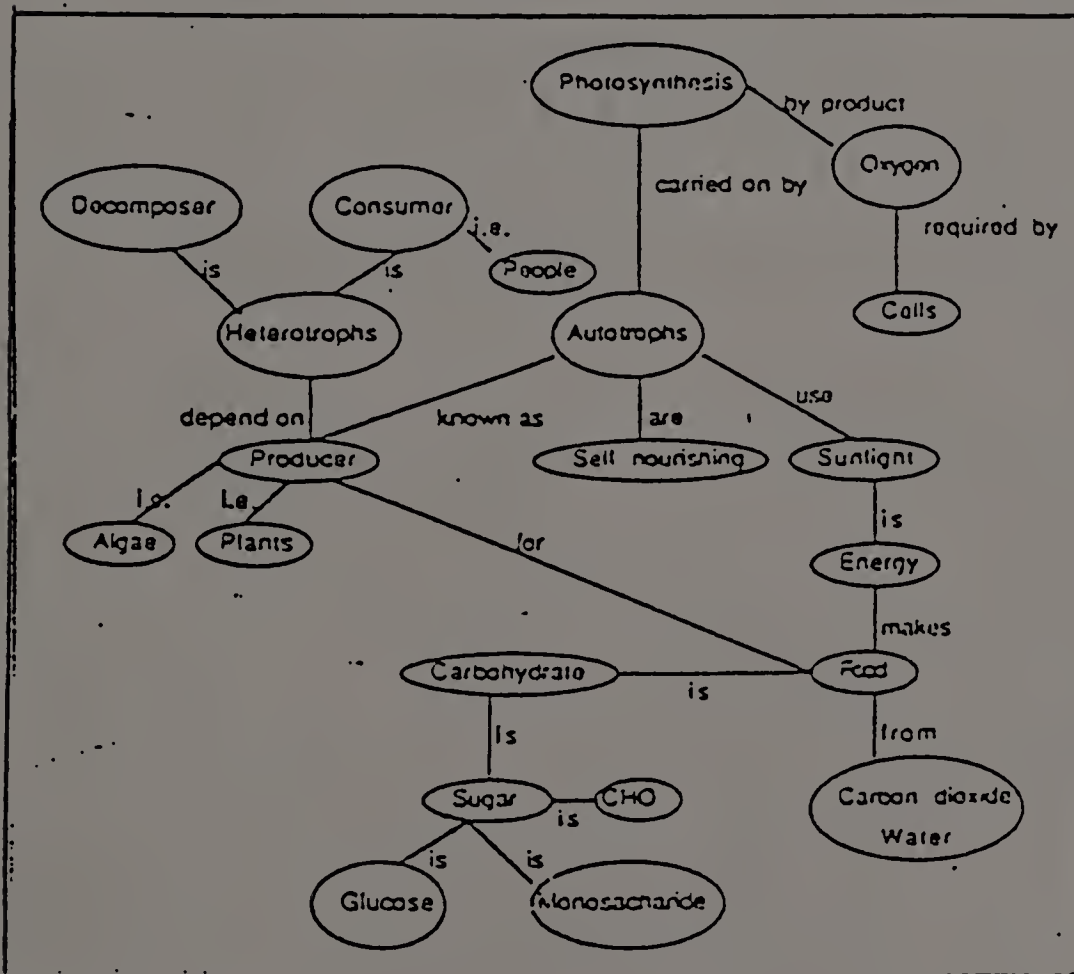 Photosynthesis
by product
Oxygen
carried on by
required by
Decomposer
Consumer
i.e.
is
is
People
Cells
Heterotrophs
Autotrophs
use
depend on
known as
are
Producer
Self nourishing
Sunlight
i.e.
i.e.
is
Algae
Plants
for
Energy
makes
Carbohydrate
is
Food
from
is
Sugar
is
CHO
Carbon dioxide
Water
is
is
Glucose
Monosacharide